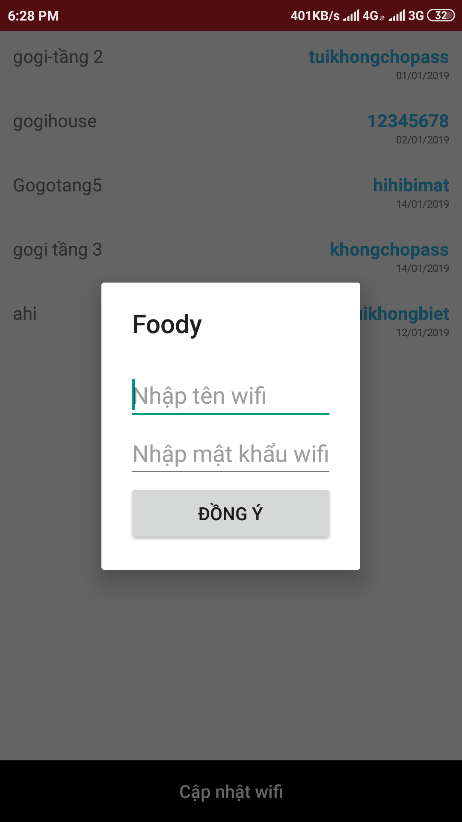 6:28 PM 401KB/s 4G 3G 32
gogi-tầng 2 tuikhongchopass
01/01/2019
gogihouse 12345678
02/01/2019
Gogotang5 hihibimat
14/01/2019
gogi tầng 3 khongchopass
14/01/2019
ahi ikhongbiet
12/01/2019
Foody
Nhập tên wifi
Nhập mật khẩu wifi
ĐỒNG Ý
Cập nhật wifi